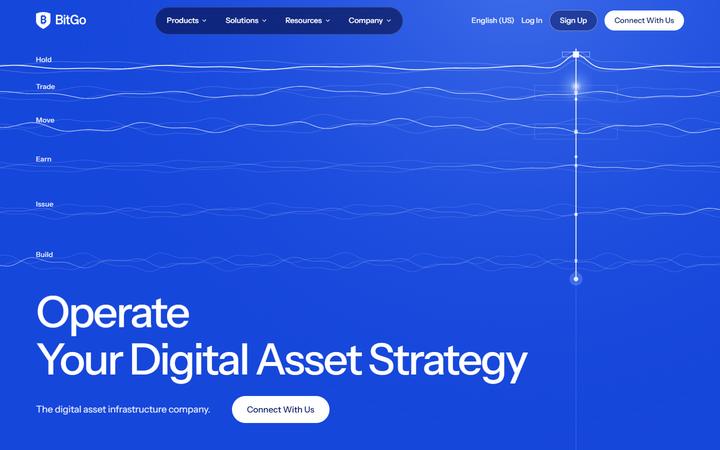 BitGo
Products Solutions Resources Company
English (US) Log In Sign Up Connect With Us
Hold
Trade
Move
Earn
Issue
Build
Operate
Your Digital Asset Strategy
The digital asset infrastructure company. Connect With Us